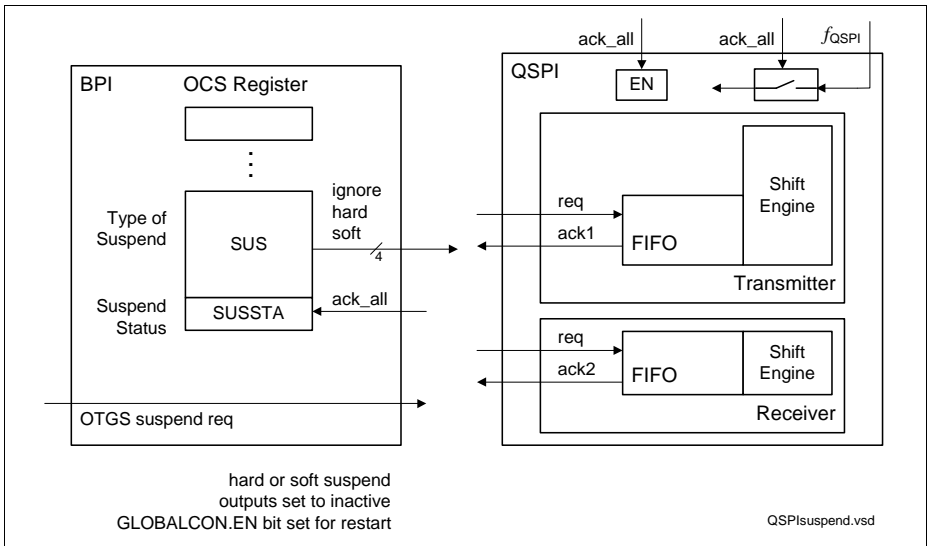 ack_all
ack_all
fQSPI
BPI
OCS Register
QSPI
EN
ignore
hard
soft
4
Type of
Suspend
SUS
req
ack1
FIFO
Shift
Engine
Transmitter
Suspend
Status
SUSSTA
ack_all
req
ack2
FIFO
Shift
Engine
Receiver
OTGS suspend req
hard or soft suspend
outputs set to inactive
GLOBALCON.EN bit set for restart
QSPIsuspend.vsd